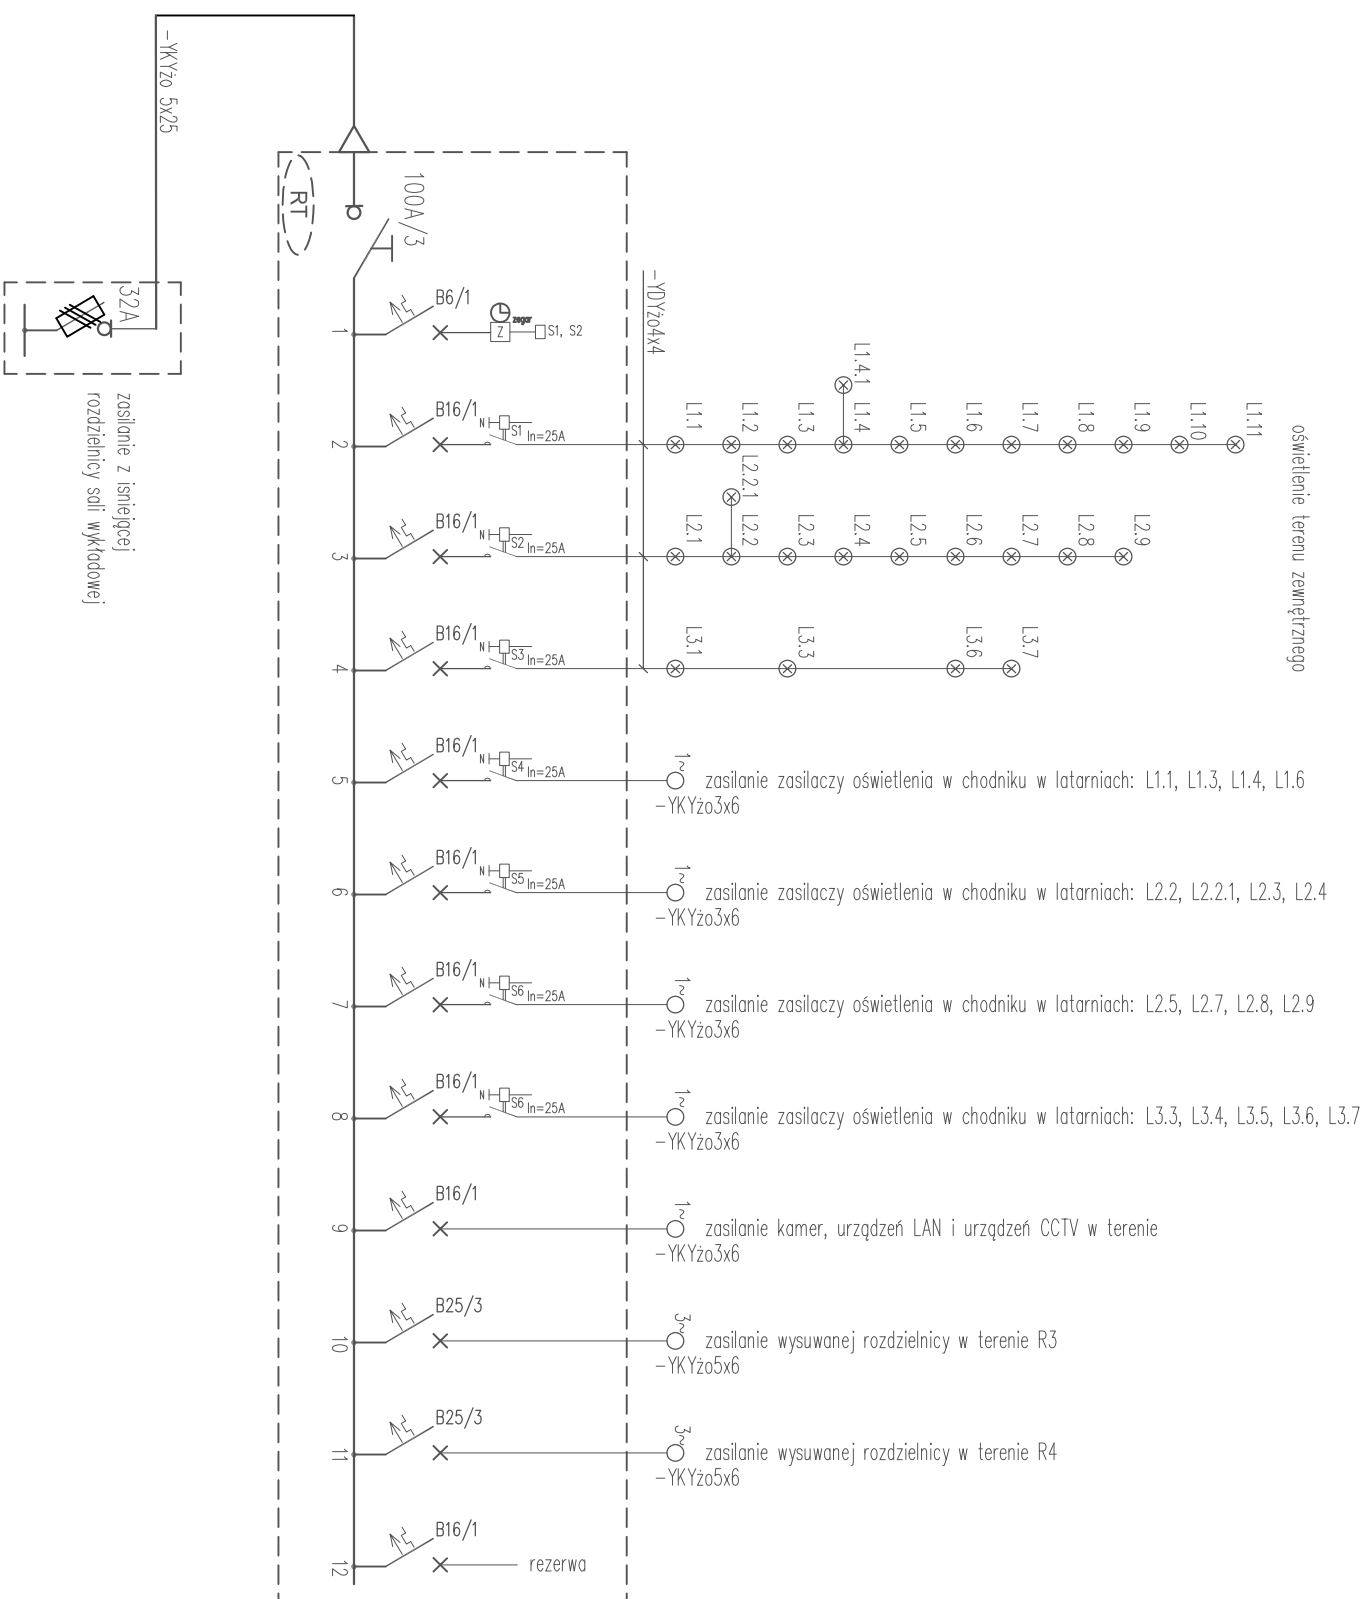 -YKYżo 5x25
RT
100A/3
32A
zasilanie z isniejącej
rozdzielnicy sali wykładowej
-YDYżo4x4
oświetlenie terenu zewnętrznego
1
B6/1
zegar
Z
S1, S2
2
B16/1
N
S1
In=25A
L1.1
L1.2
L1.3
L1.4
L1.4.1
L1.5
L1.6
L1.7
L1.8
L1.9
L1.10
L1.11
3
B16/1
N
S2
In=25A
L2.1
L2.2
L2.2.1
L2.3
L2.4
L2.5
L2.6
L2.7
L2.8
L2.9
4
B16/1
N
S3
In=25A
L3.1
L3.3
L3.6
L3.7
5
B16/1
N
S4
In=25A
1~
zasilanie zasilaczy oświetlenia w chodniku w latarniach: L1.1, L1.3, L1.4, L1.6
-YKYżo3x6
6
B16/1
N
S5
In=25A
1~
zasilanie zasilaczy oświetlenia w chodniku w latarniach: L2.2, L2.2.1, L2.3, L2.4
-YKYżo3x6
7
B16/1
N
S6
In=25A
1~
zasilanie zasilaczy oświetlenia w chodniku w latarniach: L2.5, L2.7, L2.8, L2.9
-YKYżo3x6
8
B16/1
N
S6
In=25A
1~
zasilanie zasilaczy oświetlenia w chodniku w latarniach: L3.3, L3.4, L3.5, L3.6, L3.7
-YKYżo3x6
9
B16/1
1~
zasilanie kamer, urządzeń LAN i urządzeń CCTV w terenie
-YKYżo3x6
10
B25/3
3~
zasilanie wysuwanej rozdzielnicy w terenie R3
-YKYżo5x6
11
B25/3
3~
zasilanie wysuwanej rozdzielnicy w terenie R4
-YKYżo5x6
12
B16/1
rezerwa